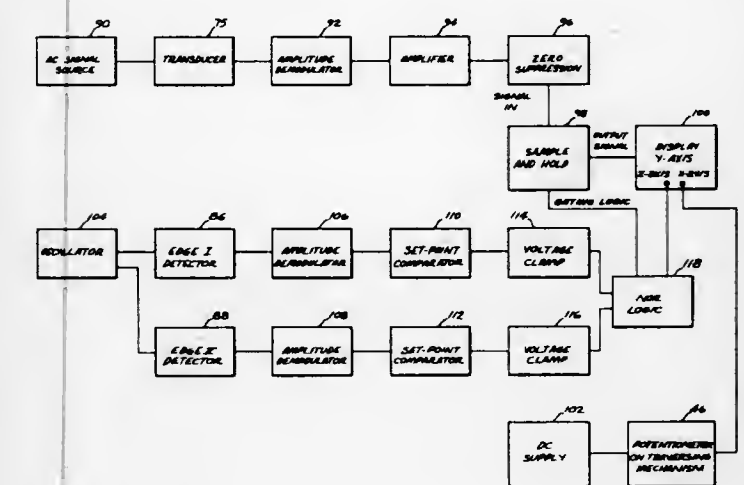 90
75
92
94
96
AC SIGNAL
SOURCE
TRANSDUCER
AMPLITUDE
DEMODULATOR
AMPLIFIER
ZERO
SUPPRESSION
SIGNAL
IN
98
100
SAMPLE
AND HOLD
OUTPUT
SIGNAL
DISPLAY
Y-AXIS
Z-AXIS X-AXIS
GATING LOGIC
104
86
106
110
114
118
OSCILLATOR
EDGE I
DETECTOR
AMPLITUDE
DEMODULATOR
SET-POINT
COMPARATOR
VOLTAGE
CLAMP
NOR
LOGIC
88
108
112
116
EDGE II
DETECTOR
AMPLITUDE
DEMODULATOR
SET-POINT
COMPARATOR
VOLTAGE
CLAMP
102
46
DC
SUPPLY
POTENTIOMETER
ON TRAVERSING
MECHANISM